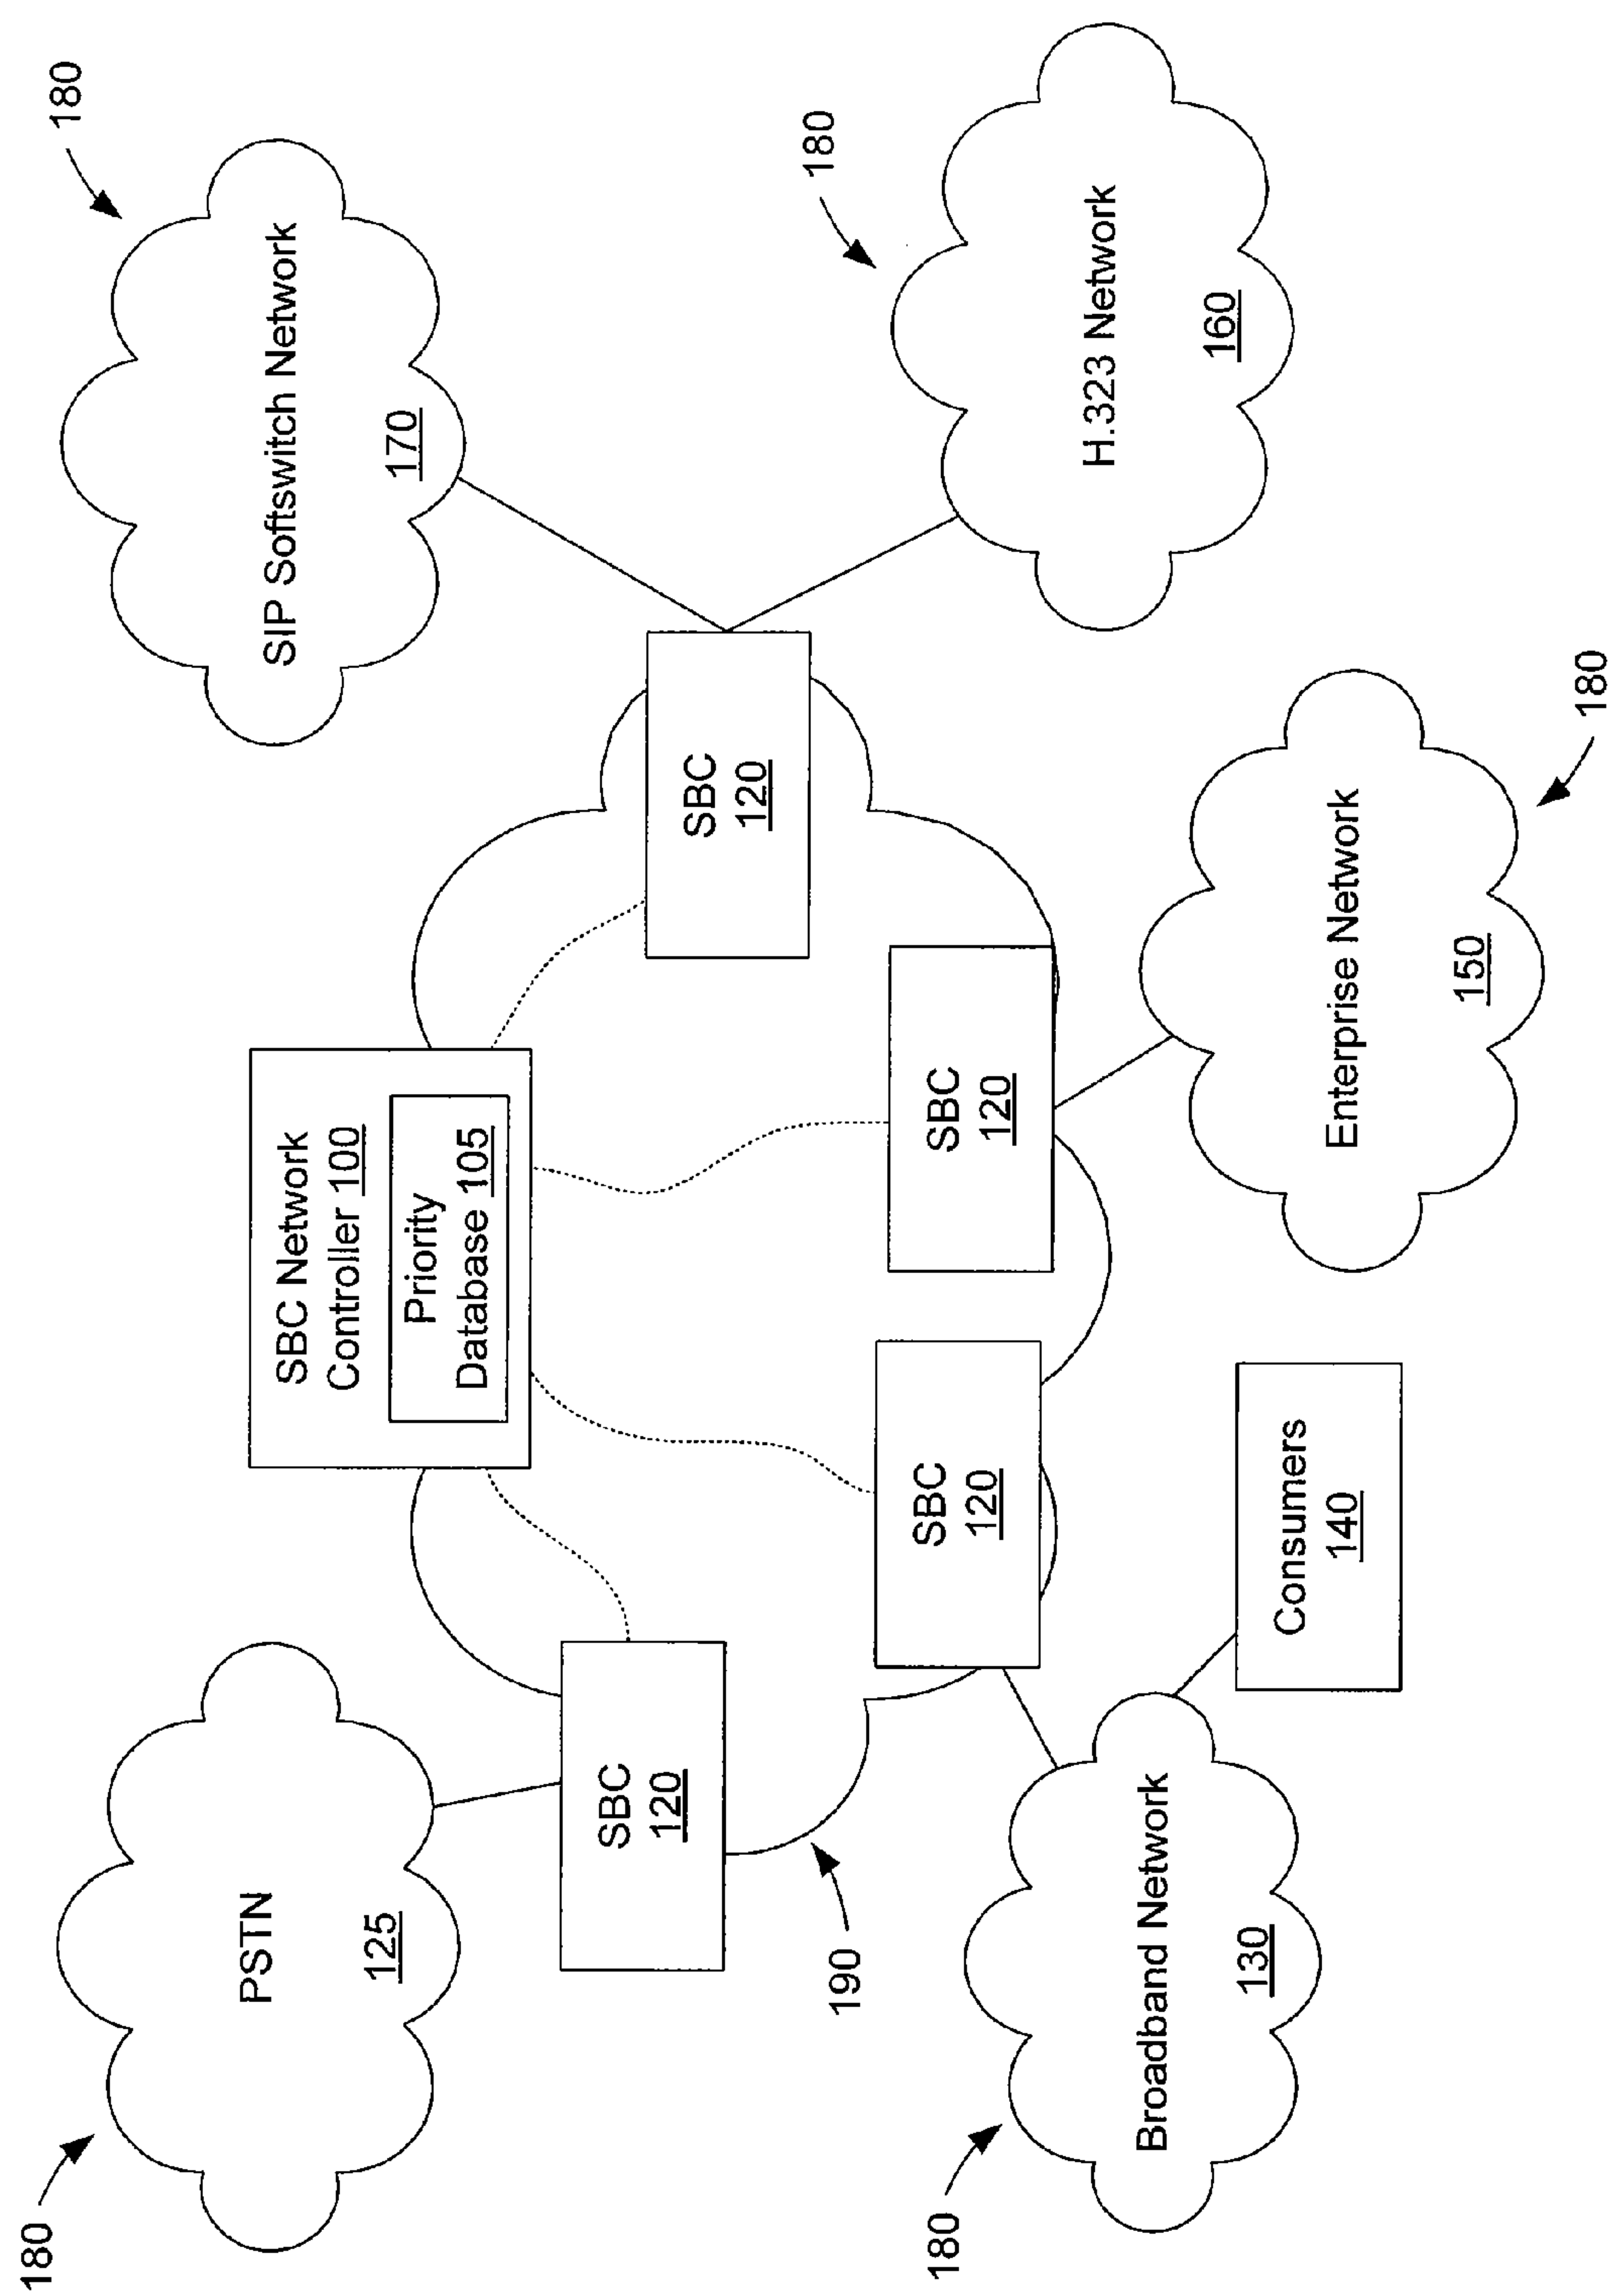 180
PSTN
125
SBC Network
Controller 100
Priority
Database 105
180
SIP Softswitch Network
170
SBC
120
190
SBC
120
180
H.323 Network
160
SBC
120
SBC
120
180
Broadband Network
130
Consumers
140
Enterprise Network
150
180